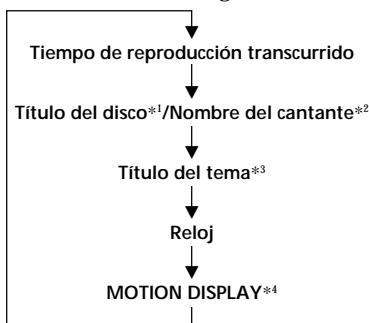 Tiempo de reproducción transcurrido
Título del disco*1/Nombre del cantante*2
Título del tema*3
Reloj
MOTION DISPLAY*4